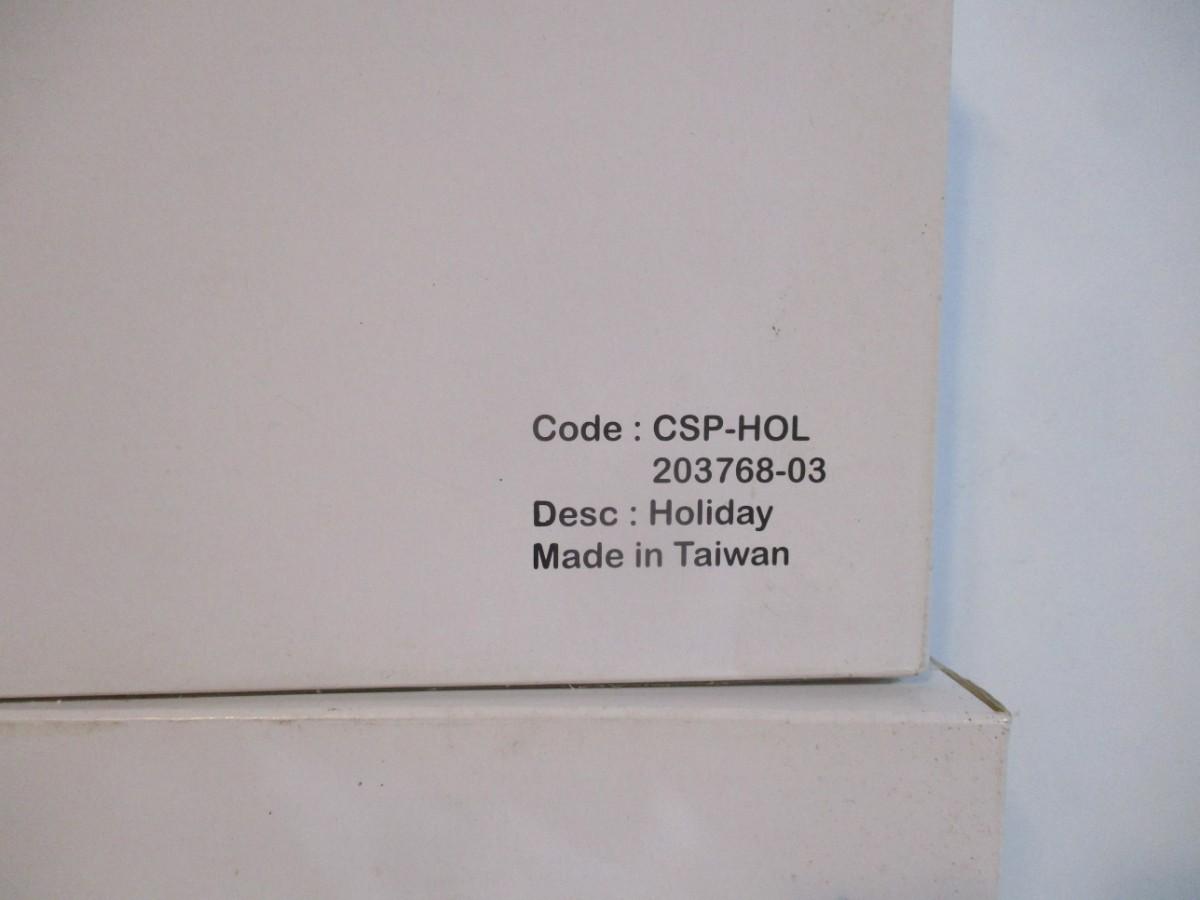 Code : CSP-HOL
203768-03
Desc : Holiday
Made in Taiwan